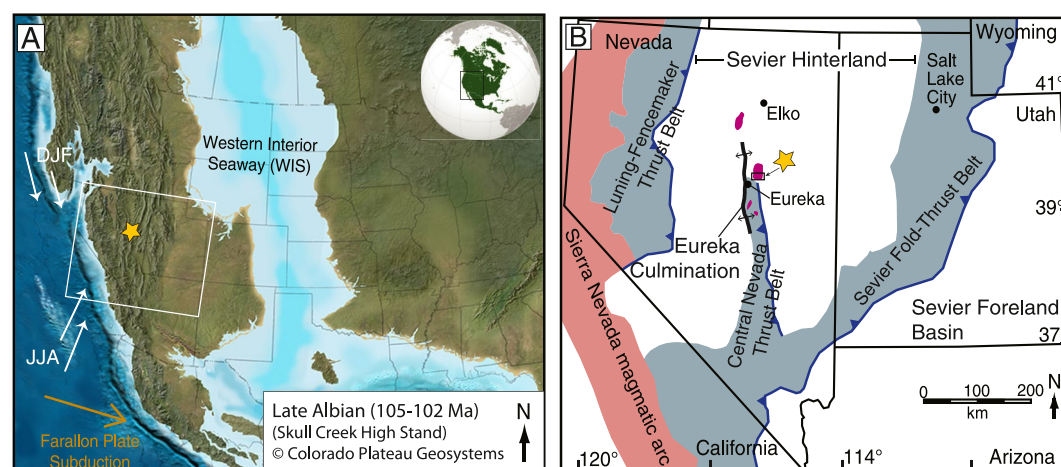 A
DJF
Western Interior
Seaway (WIS)
JJA
Farallon Plate
Subduction
Late Albian (105-102 Ma)
(Skull Creek High Stand)
© Colorado Plateau Geosystems
N
B
Nevada
Wyoming
Sevier Hinterland
Salt
Lake
City
41°
Utah
Elko
Luning-Fencemaker
Thrust Belt
39°
Eureka
Eureka
Culmination
Central Nevada
Thrust Belt
Sevier Fold-Thrust Belt
Sierra Nevada magmatic arc
Sevier Foreland
Basin
37
0 100 200
km
N
California
120°
114°
Arizona